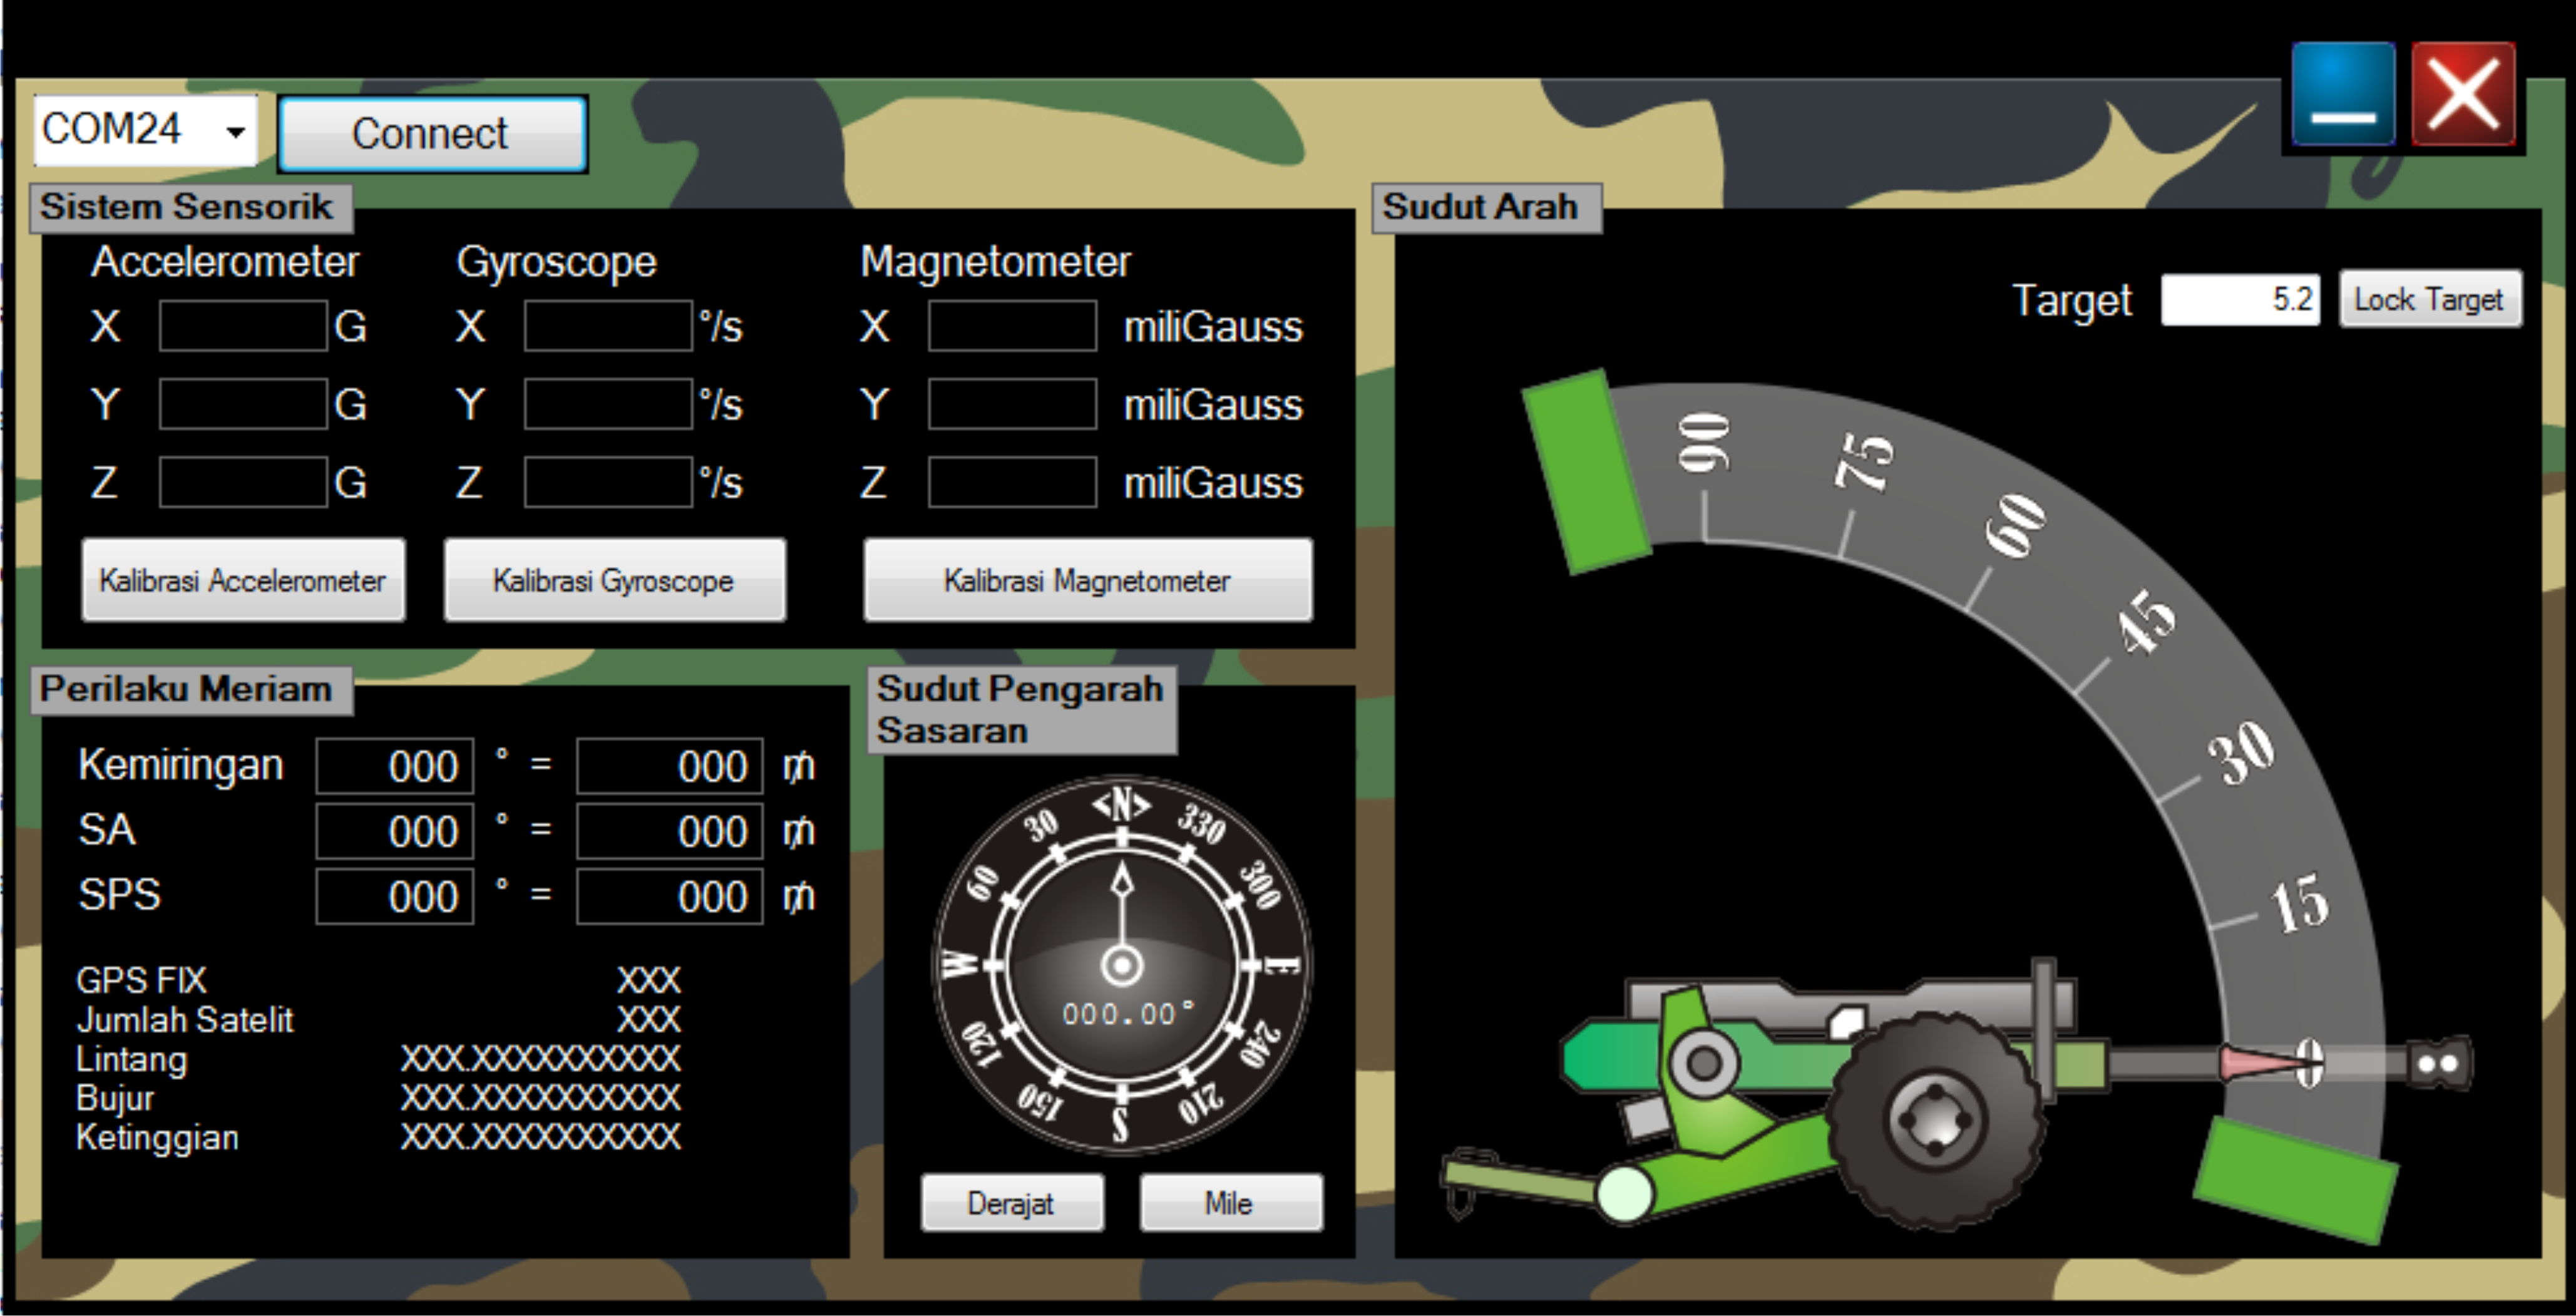 COM24
Connect
Sistem Sensorik
Accelerometer Gyroscope Magnetometer
X G X °/s X miliGauss
Y G Y °/s Y miliGauss
Z G Z °/s Z miliGauss
Kalibrasi Accelerometer Kalibrasi Gyroscope Kalibrasi Magnetometer
Perilaku Meriam
Kemiringan 000 ° = 000 ₥
SA 000 ° = 000 ₥
SPS 000 ° = 000 ₥
GPS FIX XXX
Jumlah Satelit XXX
Lintang XXX.XXXXXXXXXX
Bujur XXX.XXXXXXXXXX
Ketinggian XXX.XXXXXXXXXX
Sudut Pengarah
Sasaran
<N>
330
300
E
240
210
S
150
120
W
60
30
000.00°
Derajat Mile
Sudut Arah
Target 5.2 Lock Target
90
75
60
45
30
15
0